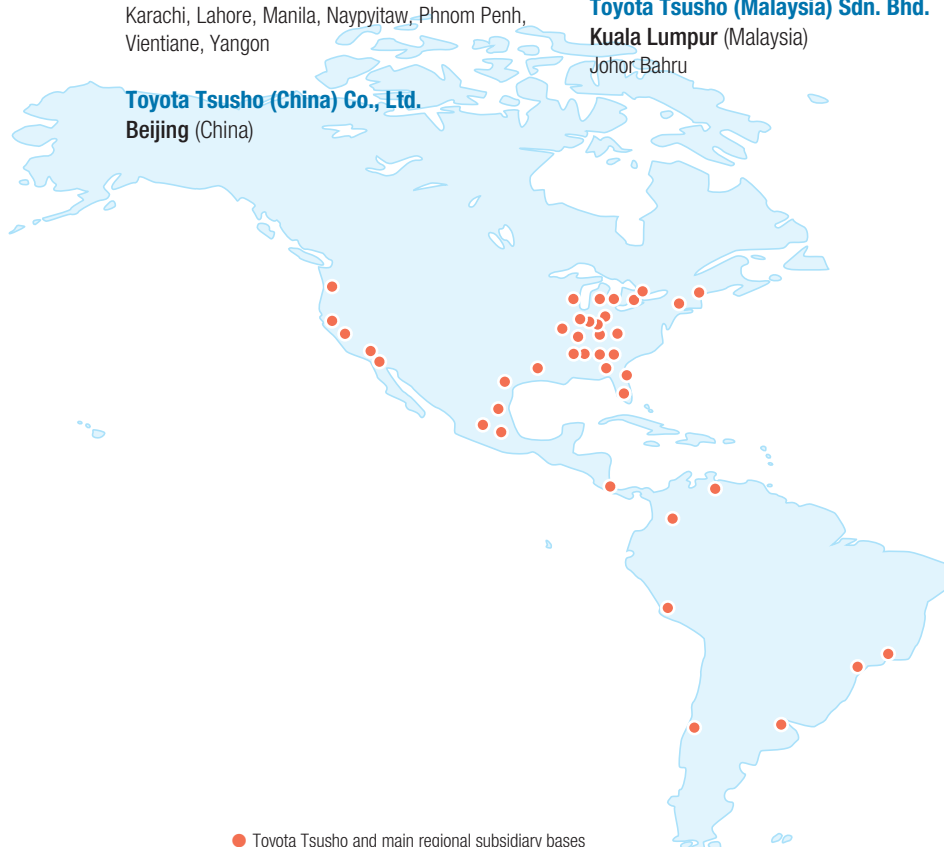 Karachi, Lahore, Manila, Naypyitaw, Phnom Penh,
Vientiane, Yangon
Toyota Tsusho (China) Co., Ltd.
Beijing (China)
Toyota Tsusho (Malaysia) Sdn. Bhd.
Kuala Lumpur (Malaysia)
Johor Bahru
Toyota Tsusho and main regional subsidiary bases